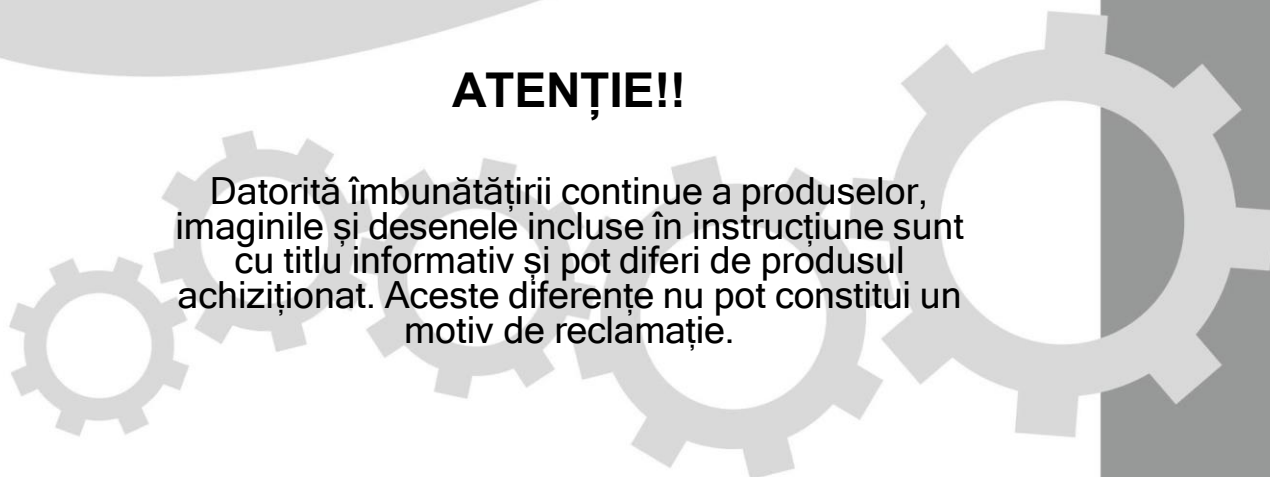 ATENȚIE!!
Datorită îmbunătățirii continue a produselor,
imaginile și desenele incluse în instrucțiune sunt
cu titlu informativ și pot diferi de produsul
achiziționat. Aceste diferențe nu pot constitui un
motiv de reclamație.